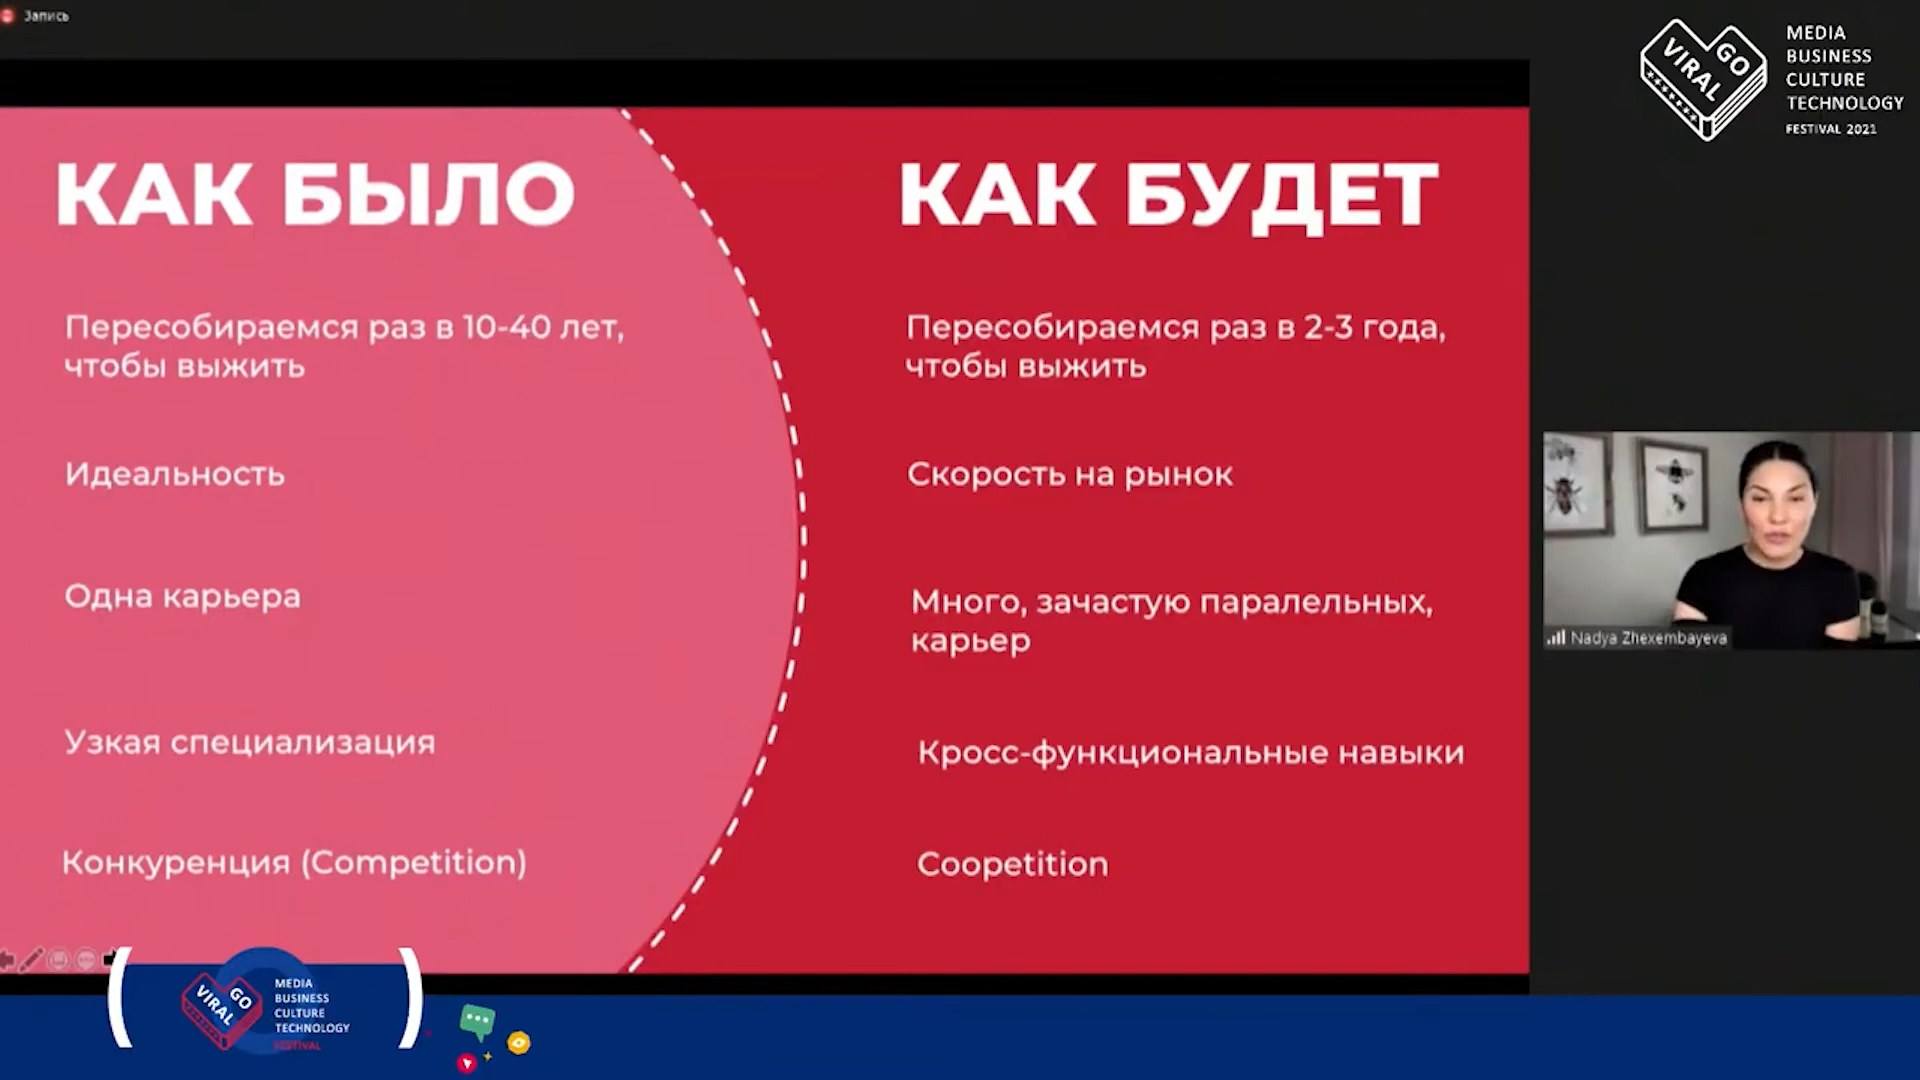 Запись
VIRAL GO
MEDIA
BUSINESS
CULTURE
TECHNOLOGY
FESTIVAL 2021
КАК БЫЛО
Пересобираемся раз в 10-40 лет,
чтобы выжить
Идеальность
Одна карьера
Узкая специализация
Конкуренция (Competition)
КАК БУДЕТ
Пересобираемся раз в 2-3 года,
чтобы выжить
Скорость на рынок
Много, зачастую паралельных,
карьер
Кросс-функциональные навыки
Coopetition
Nadya Zhexembayeva
VIRAL GO
MEDIA
BUSINESS
CULTURE
TECHNOLOGY
FESTIVAL